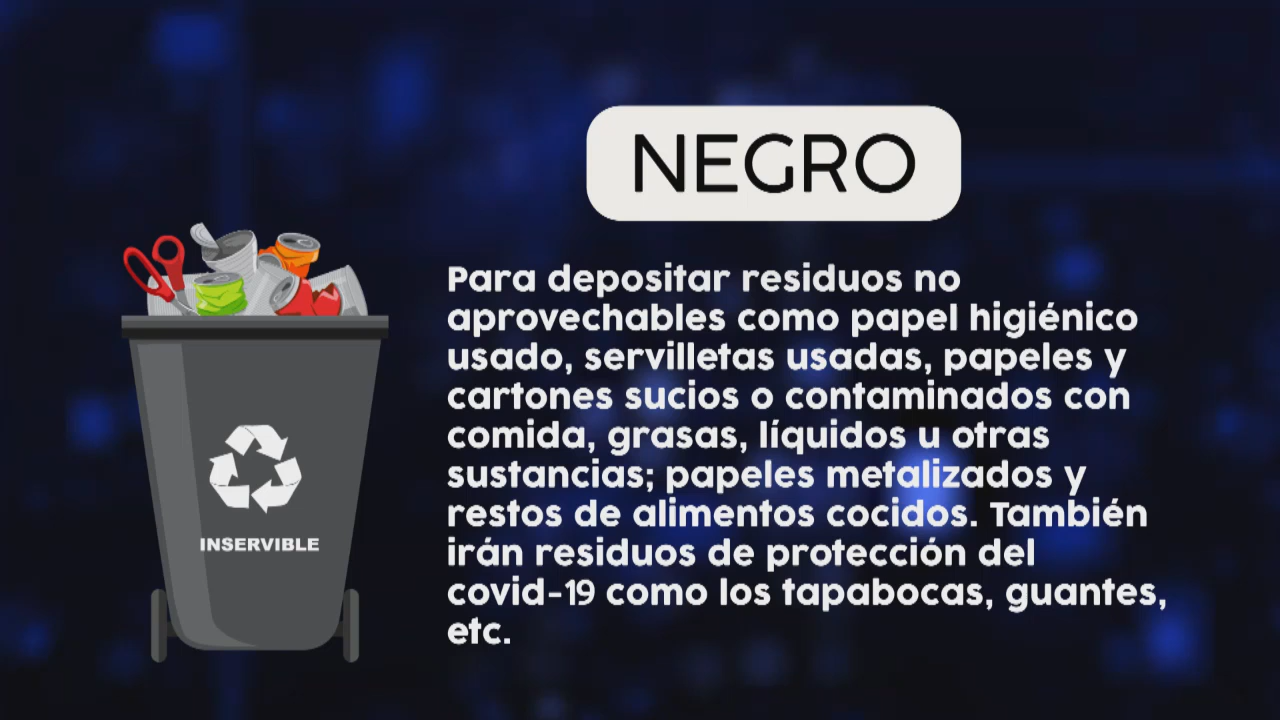 NEGRO
Para depositar residuos no
aprovechables como papel higiénico
usado, servilletas usadas, papeles y
cartones sucios o contaminados con
comida, grasas, líquidos u otras
sustancias; papeles metalizados y
restos de alimentos cocidos. También
irán residuos de protección del
covid-19 como los tapabocas, guantes,
etc.
INSERVIBLE